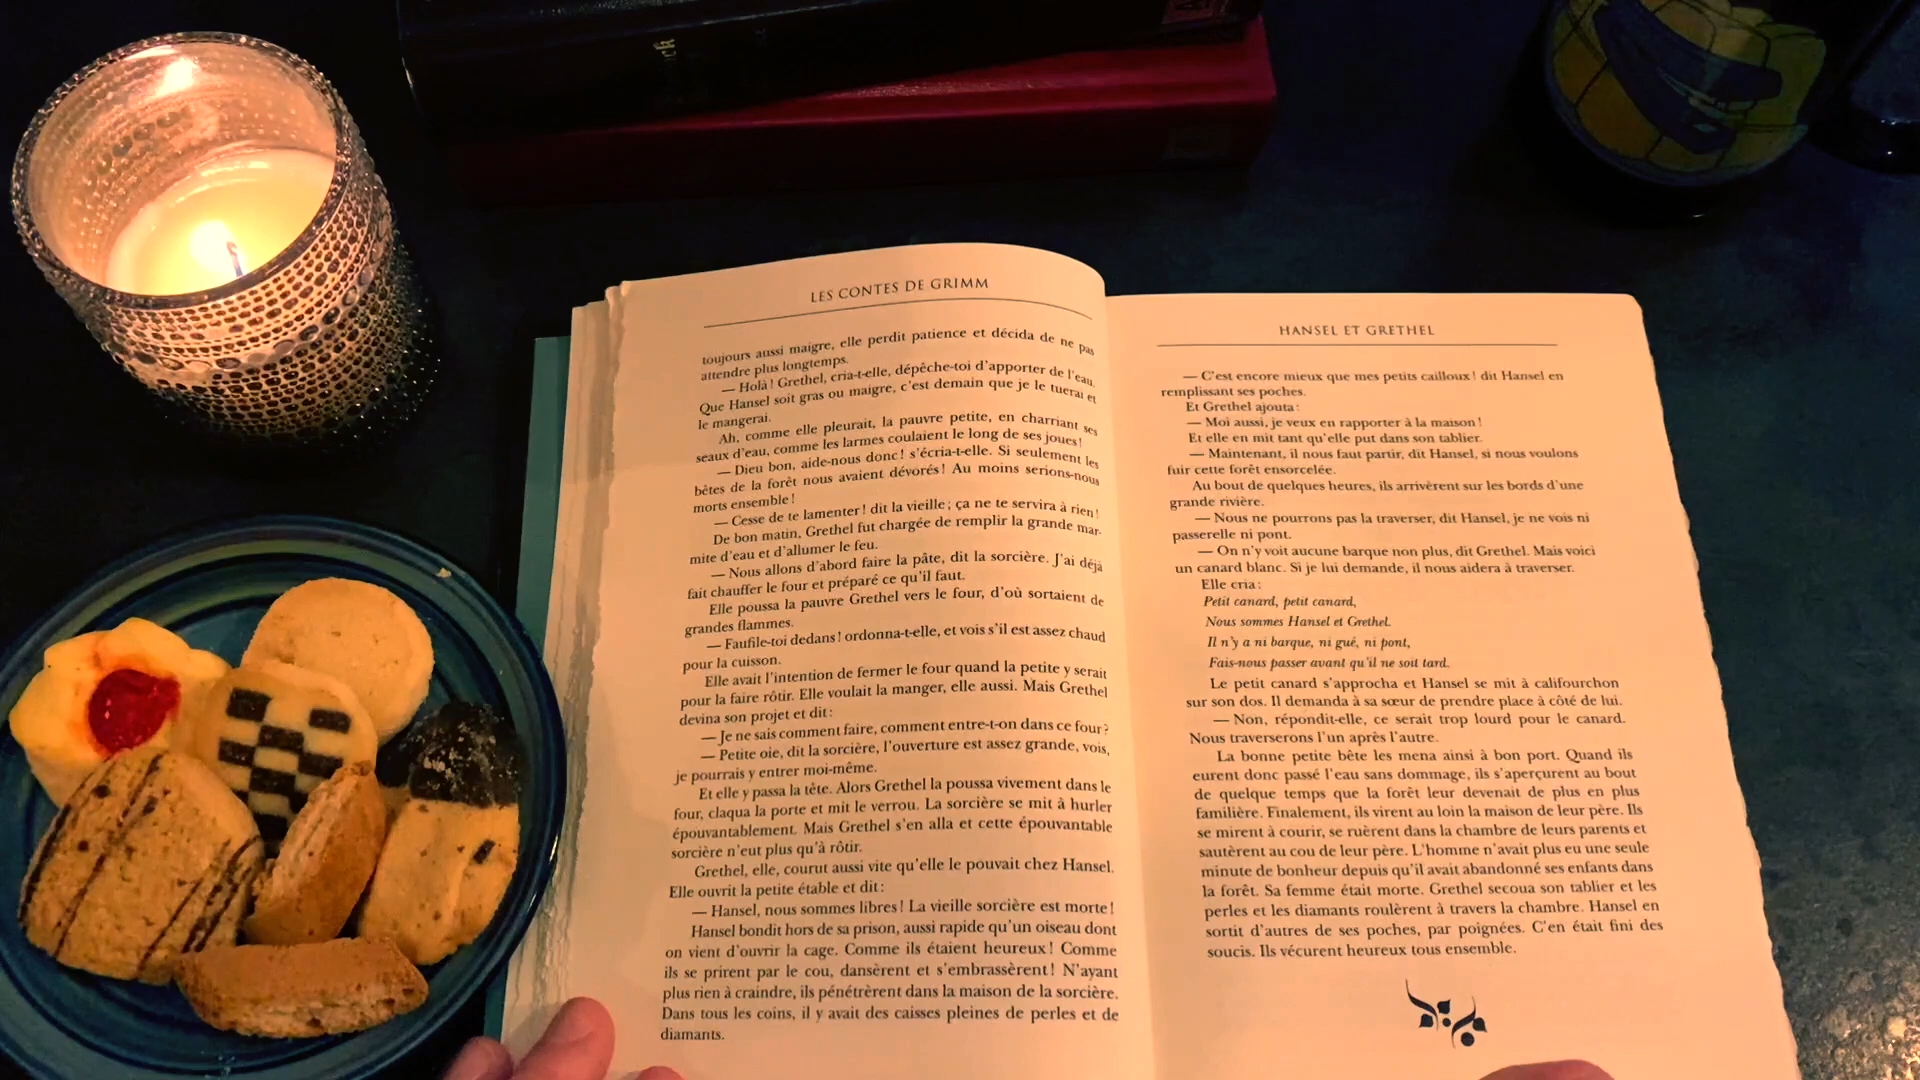 LES CONTES DE GRIMM
toujours aussi maigre, elle perdit patience et décida de ne pas
attendre plus longtemps.
— Holà ! Grethel, cria-t-elle, dépêche-toi d'apporter de l'eau.
Que Hansel soit gras ou maigre, c'est demain que je le tuerai et
le mangerai.
Ah, comme elle pleurait, la pauvre petite, en charriant ses
seaux d'eau, comme les larmes coulaient le long de ses joues !
— Dieu bon, aide-nous donc ! s'écria-t-elle. Si seulement les
bêtes de la forêt nous avaient dévorés ! Au moins serions-nous
morts ensemble !
— Cesse de te lamenter ! dit la vieille ; ça ne te servira à rien !
De bon matin, Grethel fut chargée de remplir la grande mar-
mite d'eau et d'allumer le feu.
— Nous allons d'abord faire la pâte, dit la sorcière. J'ai déjà
fait chauffer le four et préparé ce qu'il faut.
Elle poussa la pauvre Grethel vers le four, d'où sortaient de
grandes flammes.
— Faufile-toi dedans ! ordonna-t-elle, et vois s'il est assez chaud
pour la cuisson.
Elle avait l'intention de fermer le four quand la petite y serait
pour la faire rôtir. Elle voulait la manger, elle aussi. Mais Grethel
devina son projet et dit :
— Je ne sais comment faire, comment entre-t-on dans ce four ?
— Petite oie, dit la sorcière, l'ouverture est assez grande, vois,
je pourrais y entrer moi-même.
Et elle y passa la tête. Alors Grethel la poussa vivement dans le
four, claqua la porte et mit le verrou. La sorcière se mit à hurler
épouvantablement. Mais Grethel s'en alla et cette épouvantable
sorcière n'eut plus qu'à rôtir.
Grethel, elle, courut aussi vite qu'elle le pouvait chez Hansel.
Elle ouvrit la petite étable et dit :
— Hansel, nous sommes libres ! La vieille sorcière est morte !
Hansel bondit hors de sa prison, aussi rapide qu'un oiseau dont
on vient d'ouvrir la cage. Comme ils étaient heureux ! Comme
ils se prirent par le cou, dansèrent et s'embrassèrent ! N'ayant
plus rien à craindre, ils pénétrèrent dans la maison de la sorcière.
Dans tous les coins, il y avait des caisses pleines de perles et de
diamants.
HANSEL ET GRETHEL
— C'est encore mieux que mes petits cailloux ! dit Hansel en
remplissant ses poches.
Et Grethel ajouta :
— Moi aussi, je veux en rapporter à la maison !
Et elle en mit tant qu'elle put dans son tablier.
— Maintenant, il nous faut partir, dit Hansel, si nous voulons
fuir cette forêt ensorcelée.
Au bout de quelques heures, ils arrivèrent sur les bords d'une
grande rivière.
— Nous ne pourrons pas la traverser, dit Hansel, je ne vois ni
passerelle ni pont.
— On n'y voit aucune barque non plus, dit Grethel. Mais voici
un canard blanc. Si je lui demande, il nous aidera à traverser.
Elle cria :
Petit canard, petit canard,
Nous sommes Hansel et Grethel.
Il n'y a ni barque, ni gué, ni pont,
Fais-nous passer avant qu'il ne soit tard.
Le petit canard s'approcha et Hansel se mit à califourchon
sur son dos. Il demanda à sa sœur de prendre place à côté de lui.
— Non, répondit-elle, ce serait trop lourd pour le canard.
Nous traverserons l'un après l'autre.
La bonne petite bête les mena ainsi à bon port. Quand ils
eurent donc passé l'eau sans dommage, ils s'aperçurent au bout
de quelque temps que la forêt leur devenait de plus en plus
familière. Finalement, ils virent au loin la maison de leur père. Ils
se mirent à courir, se ruèrent dans la chambre de leurs parents et
sautèrent au cou de leur père. L'homme n'avait plus eu une seule
minute de bonheur depuis qu'il avait abandonné ses enfants dans
la forêt. Sa femme était morte. Grethel secoua son tablier et les
perles et les diamants roulèrent à travers la chambre. Hansel en
sortit d'autres de ses poches, par poignées. C'en était fini des
soucis. Ils vécurent heureux tous ensemble.